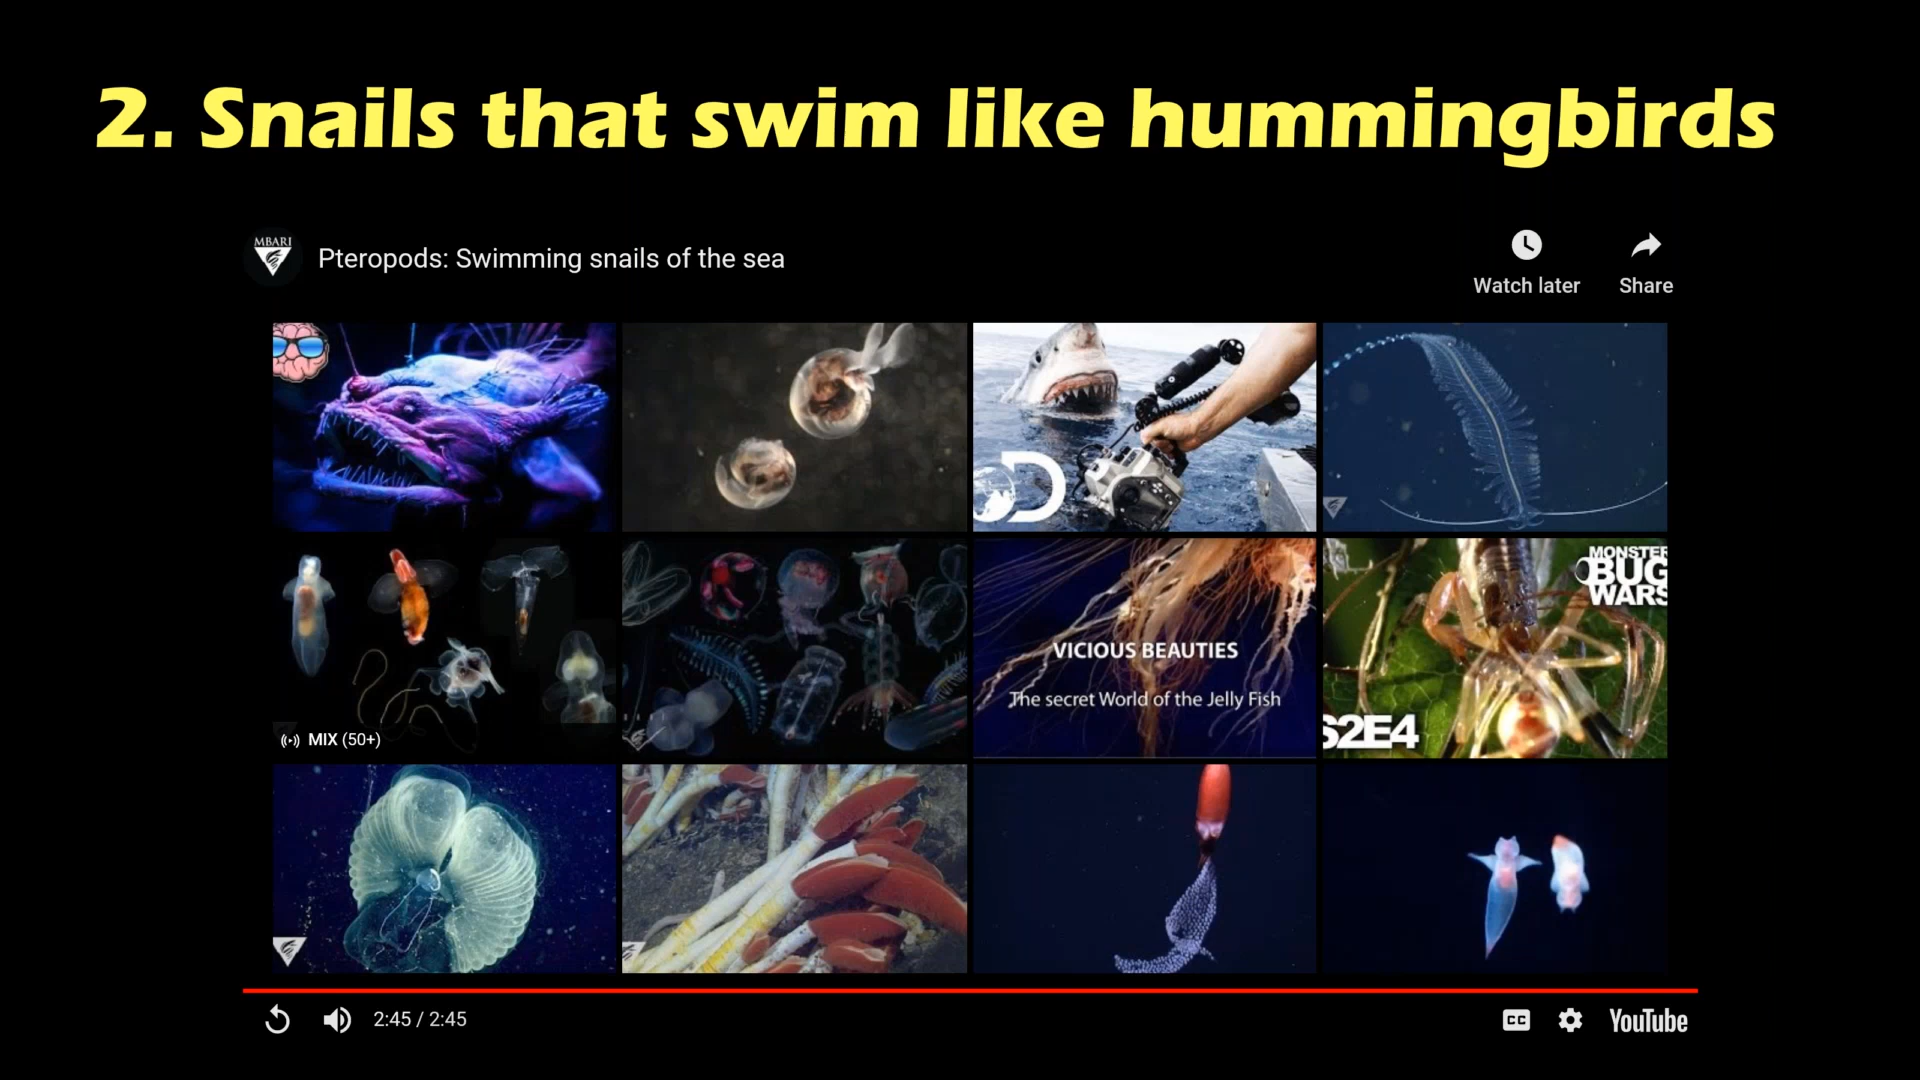 2. Snails that swim like hummingbirds
MBARI
Pteropods: Swimming snails of the sea
Watch later
Share
D
MONSTER
BUG
WARS
VICIOUS BEAUTIES
The secret World of the Jelly Fish
S2E4
MIX (50+)
2:45 / 2:45
CC
YouTube